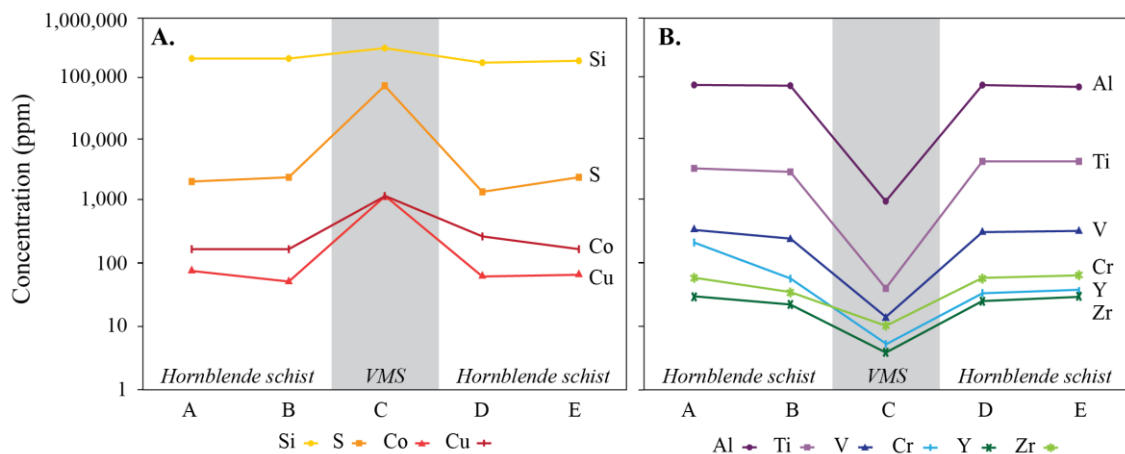 A.
B.
1,000,000
100,000
10,000
1,000
100
10
1
Concentration (ppm)
Si
S
Co
Cu
Al
Ti
V
Cr
Y
Zr
Hornblende schist VMS Hornblende schist
Hornblende schist VMS Hornblende schist
A B C D E
A B C D E
Si S Co Cu
Al Ti V Cr Y Zr